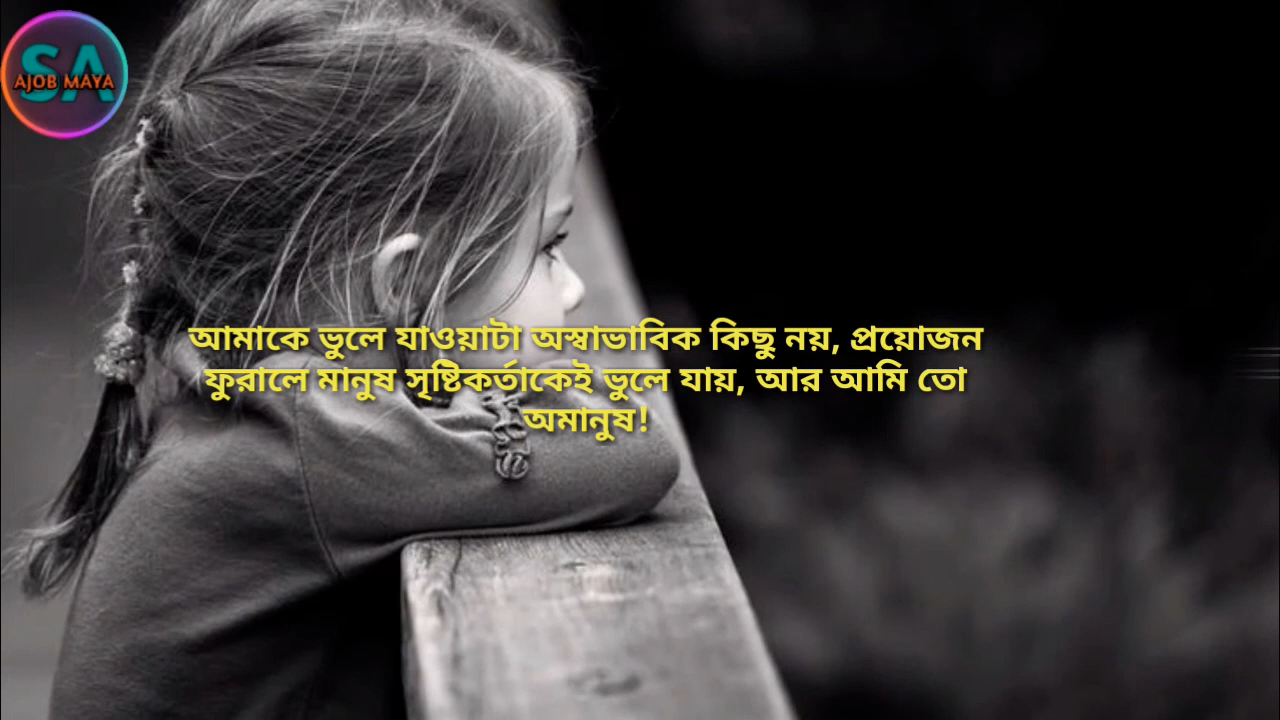 SA
AJOB MAYA
আমাকে ভুলে যাওয়াটা অস্বাভাবিক কিছু নয়, প্রয়োজন
ফুরালে মানুষ সৃষ্টিকর্তাকেই ভুলে যায়, আর আমি তো
অমানুষ!